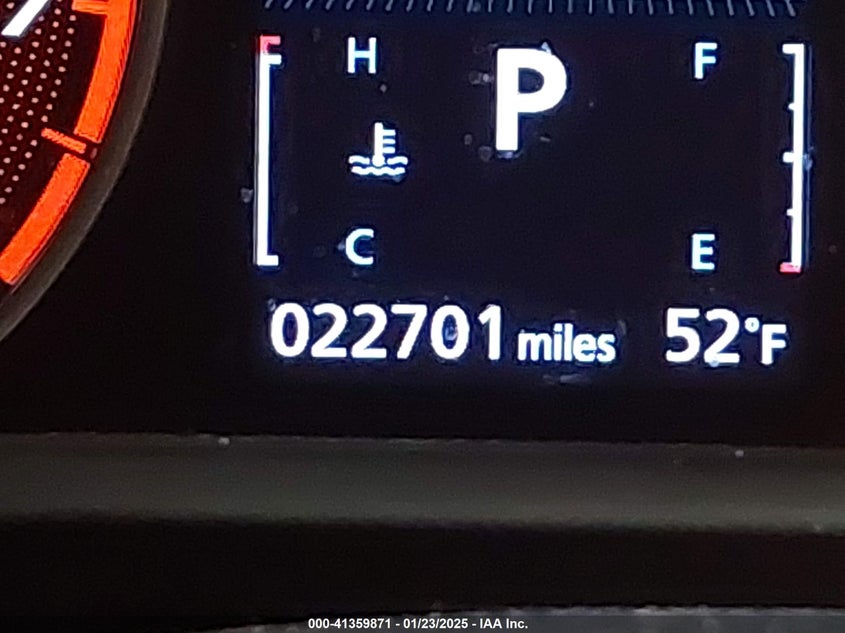 H P F
C E
022701 miles 52°F
000-41359871 - 01/23/2025 - IAA Inc.